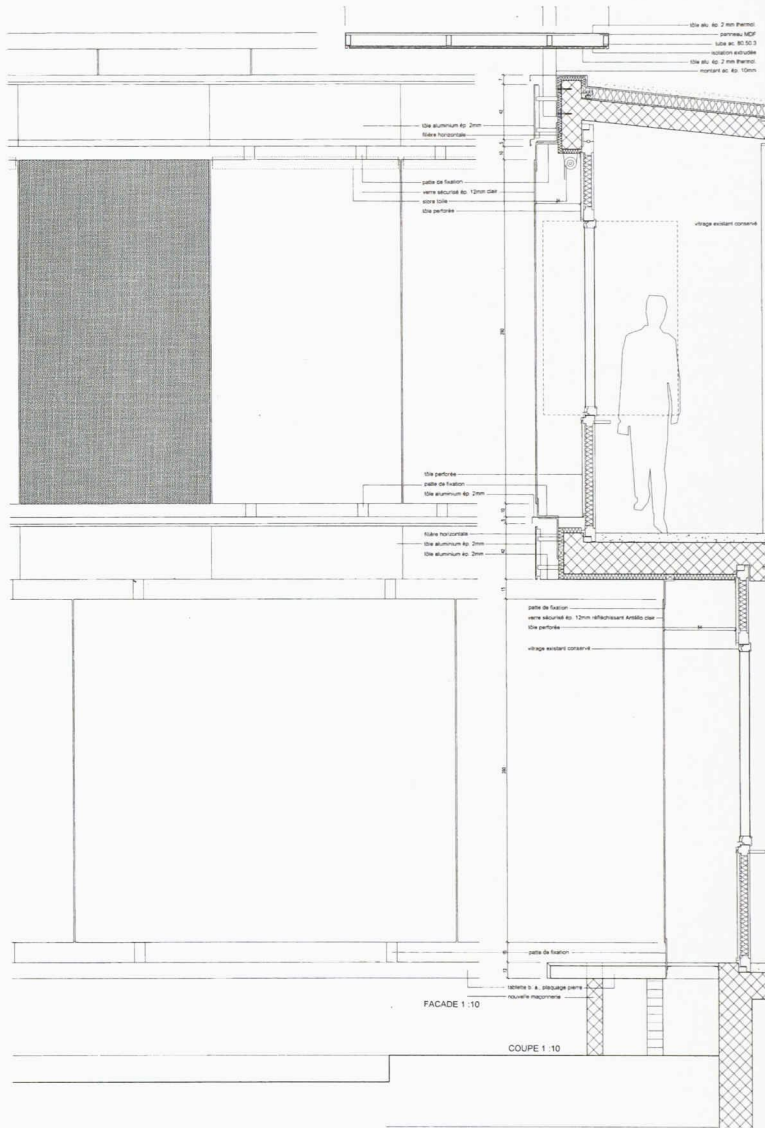 tôle alu. ép. 2 mm thermol.
panneau MDF
tube ac. 80.50.3
isolation extrudée
tôle alu. ép. 2 mm thermol.
montant ac. ép. 10mm
tôle aluminium ép. 2mm
filière horizontale
patte de fixation
verre sécurisé ép. 12mm clair
store toile
tôle perforée
vitrage existant conservé
tôle perforée
patte de fixation
tôle aluminium ép. 2mm
filière horizontale
tôle aluminium ép. 2mm
tôle aluminium ép. 2mm
patte de fixation
verre sécurisé ép. 12mm réfléchissant Antélio clair
tôle perforée
vitrage existant conservé
patte de fixation
tablette b. a., plaquage pierre
nouvelle maçonnerie
FACADE 1 :10
COUPE 1 :10